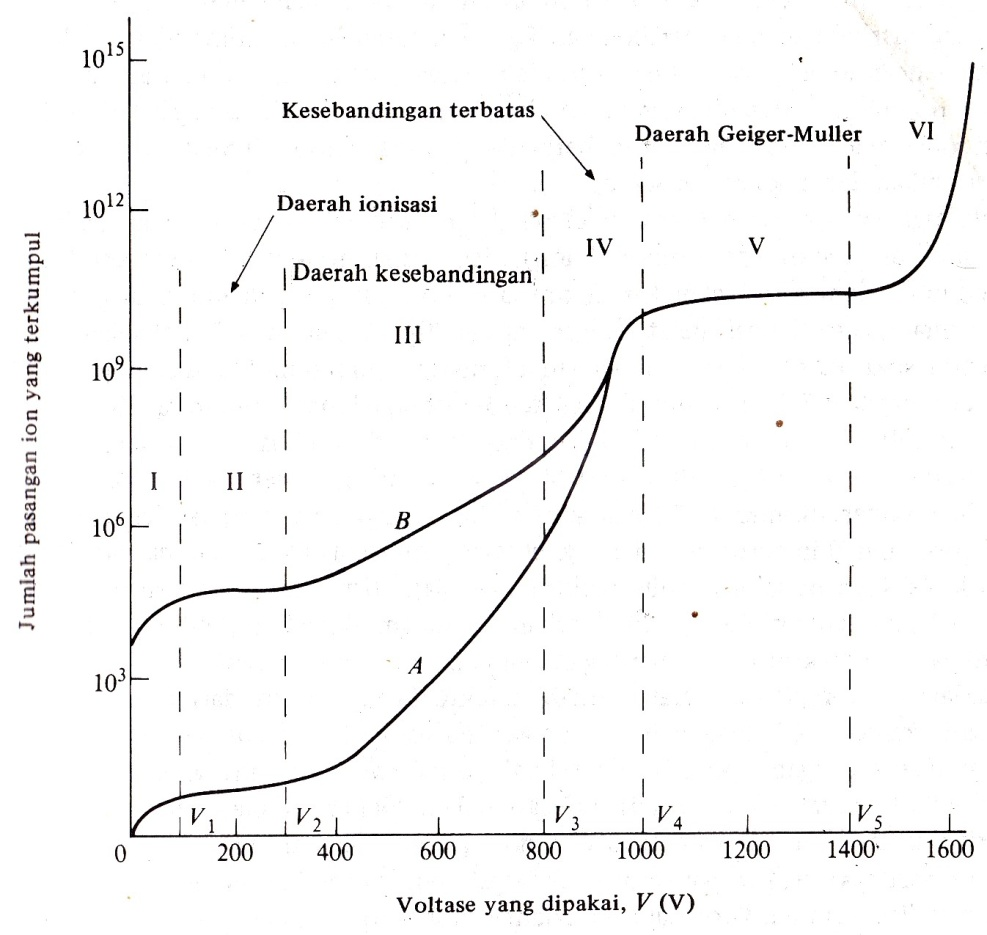 10¹⁵
Kesebandingan terbatas
Daerah Geiger-Muller
VI
10¹²
Daerah ionisasi
IV
V
Daerah kesebandingan
III
10⁹
I
II
B
10⁶
A
10³
V₁
V₂
V₃
V₄
V₅
0
200
400
600
800
1000
1200
1400
1600
Voltase yang dipakai, V (V)
Jumlah pasangan ion yang terkumpul